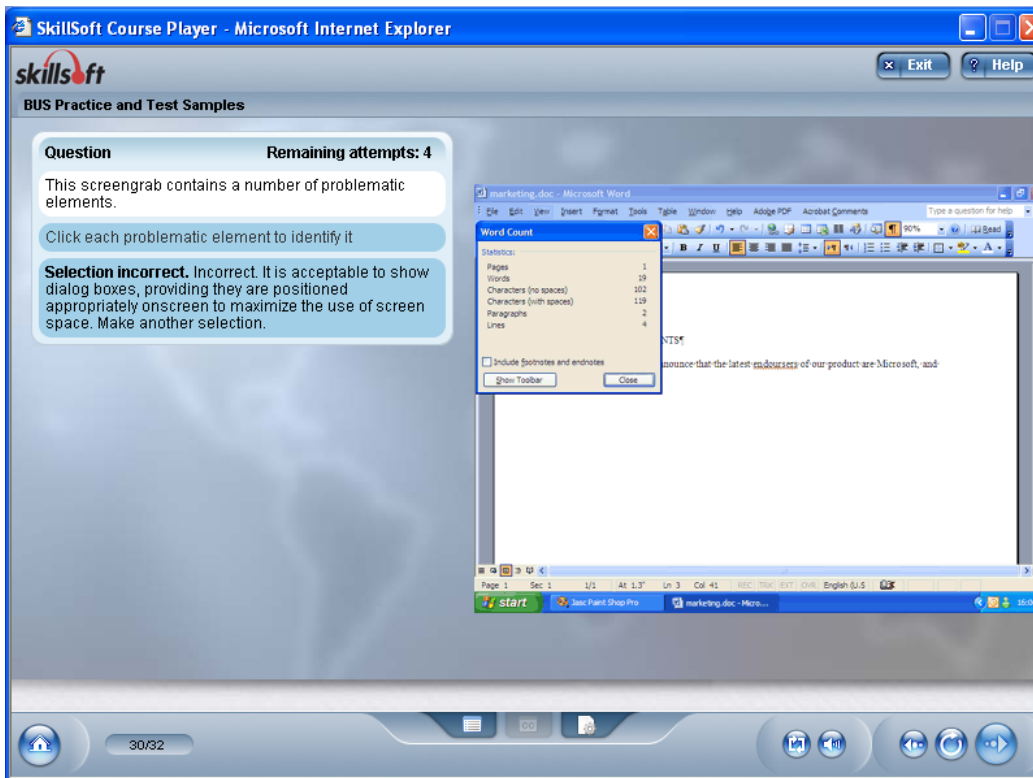 SkillSoft Course Player - Microsoft Internet Explorer
skillsoft
Exit
Help
BUS Practice and Test Samples
Question Remaining attempts: 4
This screengrab contains a number of problematic
elements.
Click each problematic element to identify it
Selection incorrect. Incorrect. It is acceptable to show
dialog boxes, providing they are positioned
appropriately onscreen to maximize the use of screen
space. Make another selection.
marketing.doc - Microsoft Word
File Edit View Insert Format Tools Table Window Help Adobe PDF Acrobat Comments Type a question for help
90% Read
B I U A
Word Count
Statistics:
Pages 1
Words 19
Characters (no spaces) 102
Characters (with spaces) 119
Paragraphs 2
Lines 4
Include footnotes and endnotes
Show Toolbar Close
NTS¶
nounce·that·the·latest·endoursers·of·our·product·are·Microsoft,·and·
Page 1 Sec 1 1/1 At 1.3" Ln 3 Col 41 REC TRK EXT OVR English (U.S
start Jasc Paint Shop Pro marketing.doc - Micro... 16:0
30/32
CC